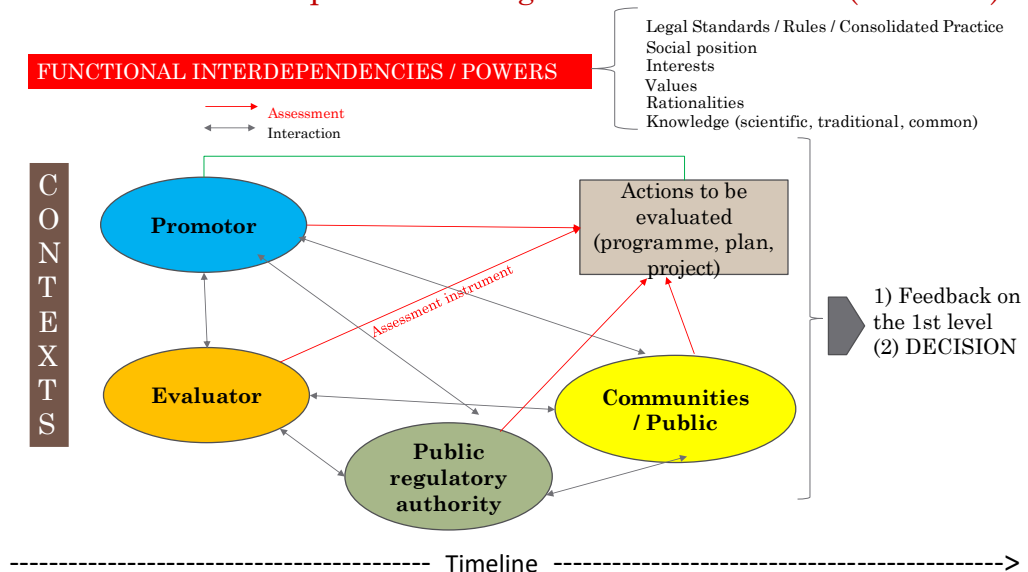 Legal Standards / Rules / Consolidated Practice
Social position
Interests
Values
Rationalities
Knowledge (scientific, traditional, common)
FUNCTIONAL INTERDEPENDENCIES / POWERS
Assessment
Interaction
C
O
N
T
E
X
T
S
Promotor
Actions to be
evaluated
(programme, plan,
project)
Assessment instrument
1) Feedback on
the 1st level
(2) DECISION
Evaluator
Communities
/ Public
Public
regulatory
authority
------------------------------------------ Timeline --------------------------------------------->